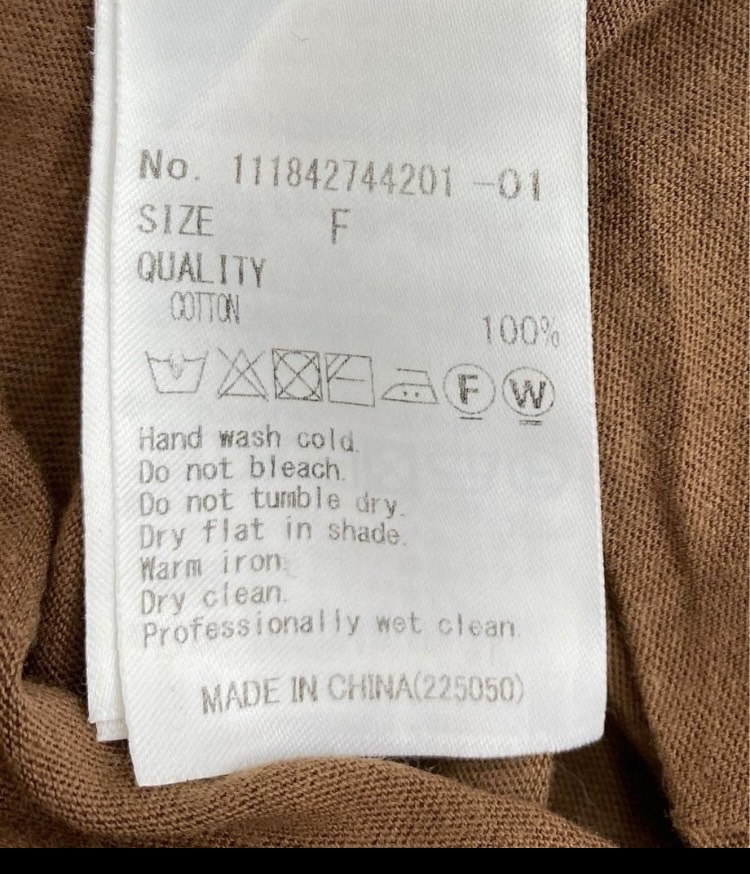 No. 111842744201 -01
SIZE F
QUALITY
COTTON 100%
F W
Hand wash cold.
Do not bleach.
Do not tumble dry.
Dry flat in shade.
Warm iron.
Dry clean.
Professionally wet clean.
MADE IN CHINA(225050)